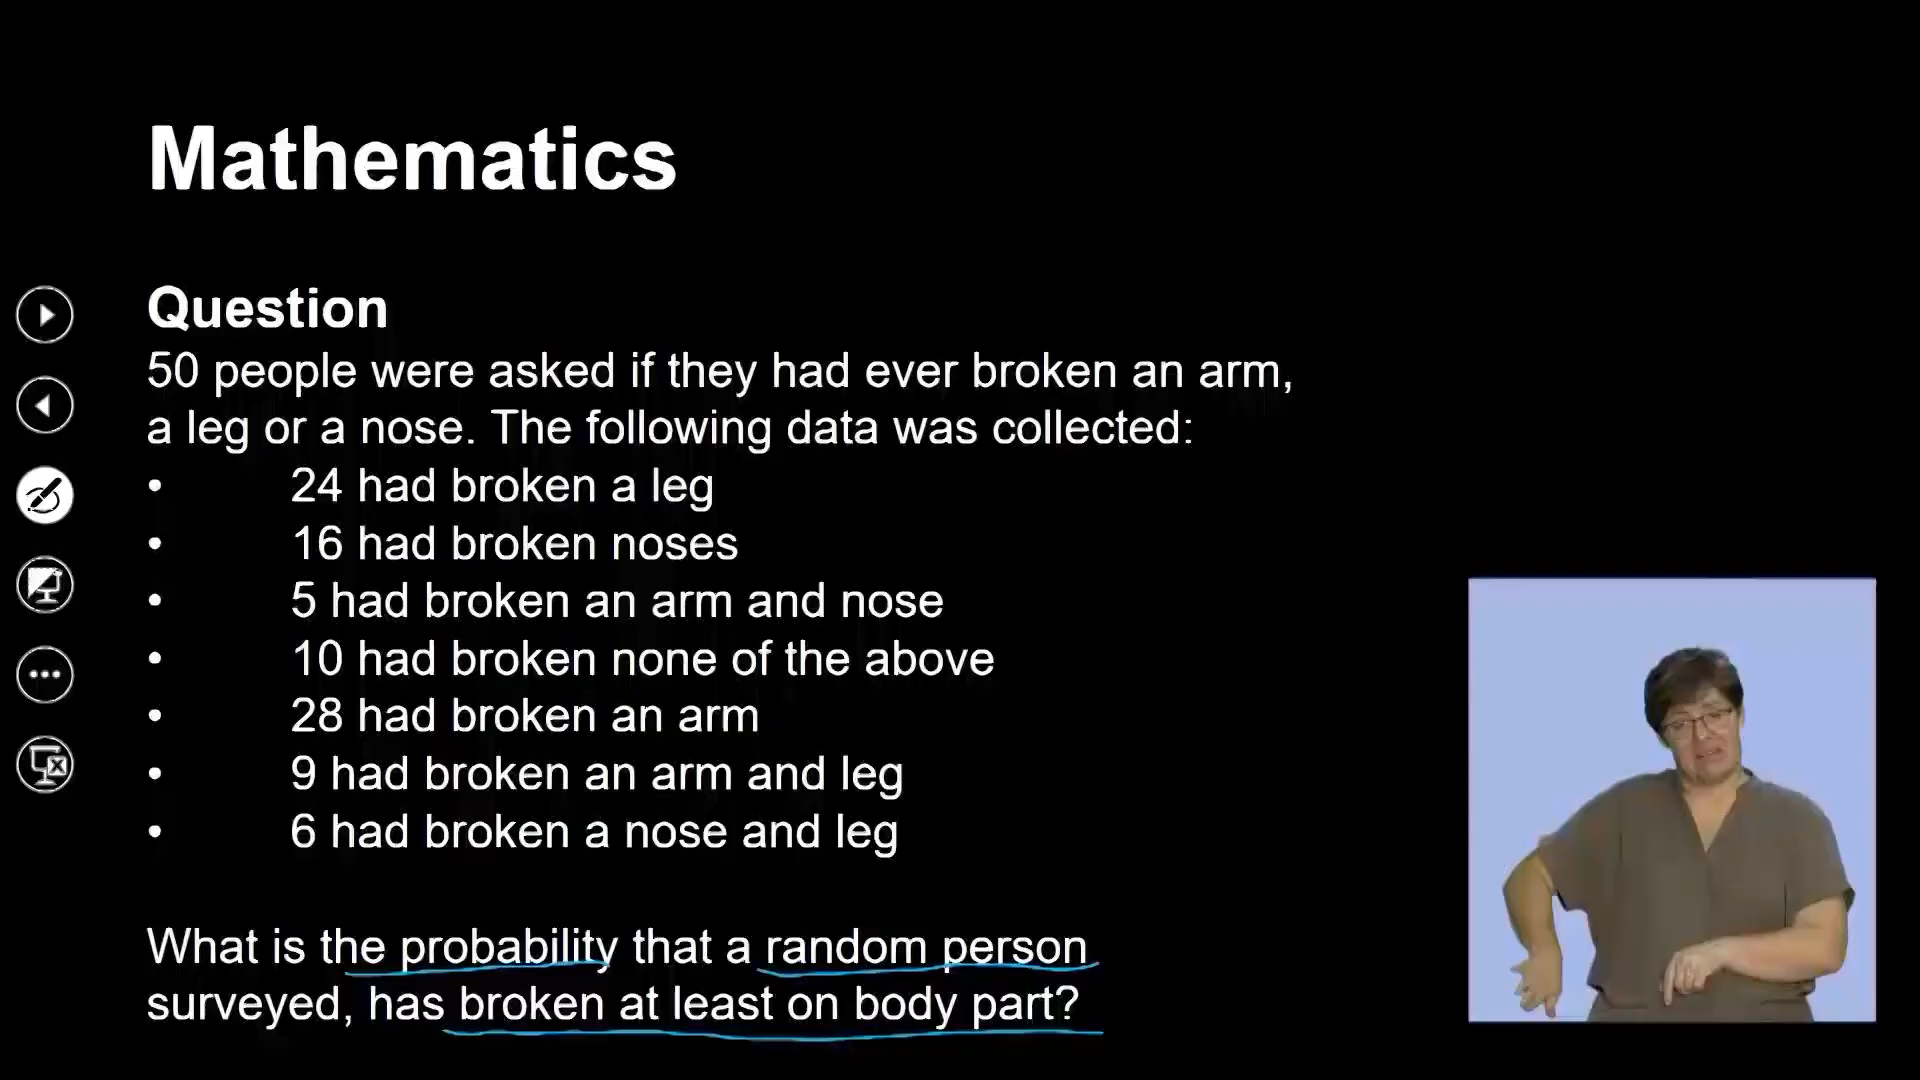 Mathematics
Question
50 people were asked if they had ever broken an arm,
a leg or a nose. The following data was collected:
• 24 had broken a leg
• 16 had broken noses
• 5 had broken an arm and nose
• 10 had broken none of the above
• 28 had broken an arm
• 9 had broken an arm and leg
• 6 had broken a nose and leg
What is the probability that a random person
surveyed, has broken at least on body part?